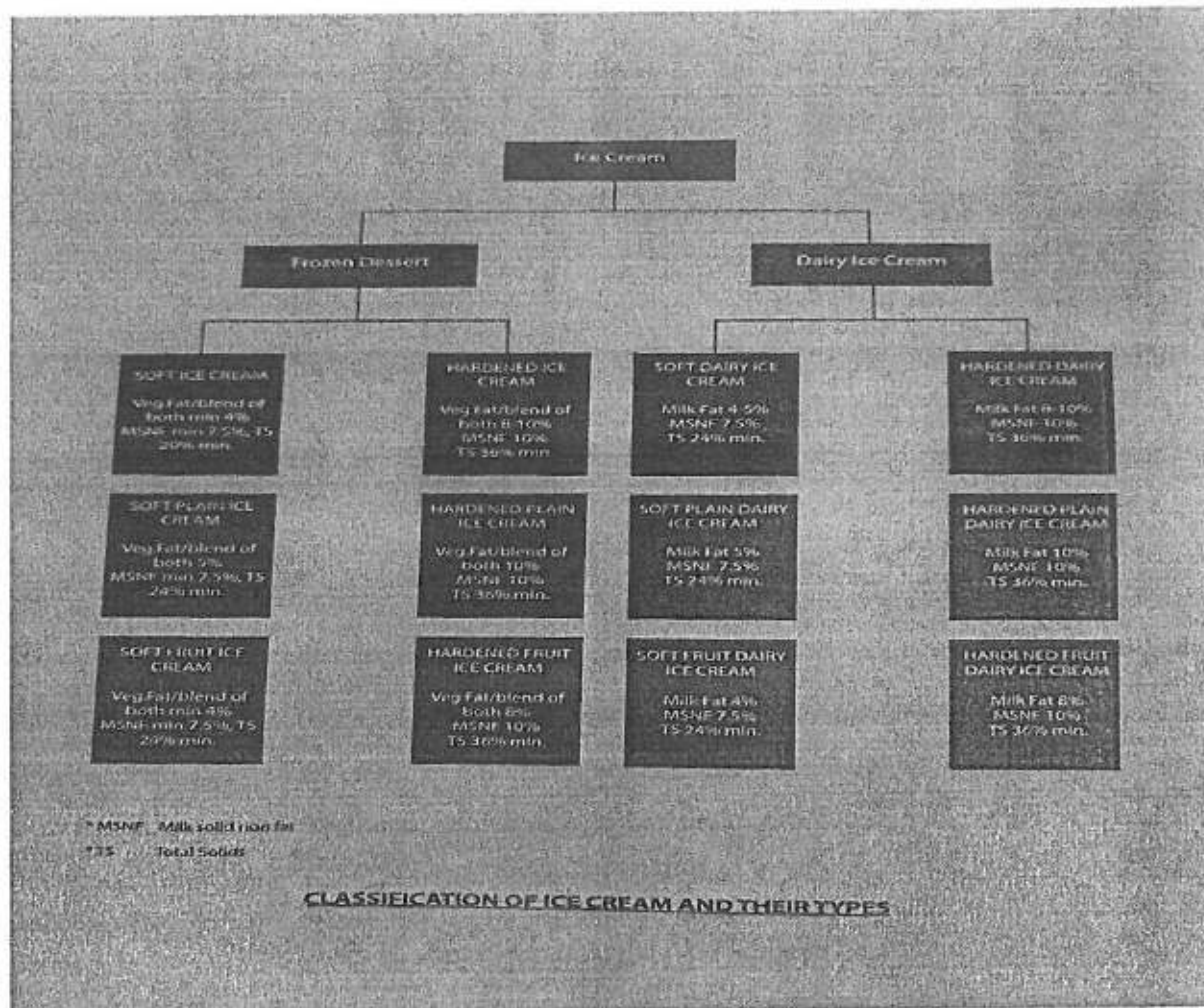 Ice Cream
Frozen Dessert
Dairy Ice Cream
SOFT ICE CREAM
Veg.Fat/blend of
both min 4%
MSNF min 7.5%, TS
min.
HARDENED ICE
CREAM
Veg.Fat/blend of
both 8-10%
MSNF 10%
TS 36% min
SOFT DAIRY ICE
CREAM
Milk Fat 4-5%
MSNF 7.5%
TS 24% min.
HARDENED DAIRY
ICE CREAM
Milk Fat 8-10%
MSNF 10%
TS 36% min.
SOFT PLAIN ICE
CREAM
Veg.Fat/blend of
both 5%
MSNF min 7.5%, TS
24% min.
HARDENED PLAIN
ICE CREAM
Veg.Fat/blend of
both 10%
MSNF 10%
TS 36% min.
SOFT PLAIN DAIRY
ICE CREAM
Milk Fat 5%
MSNF 7.5%
TS 24% min.
HARDENED PLAIN
DAIRY ICE CREAM
Milk Fat 10%
MSNF 10%
TS 36% min.
SOFT FRUIT ICE
CREAM
Veg.Fat/blend of
both min 4%
MSNF min 7.5%, TS
min.
HARDENED FRUIT
ICE CREAM
Veg.Fat/blend of
both 8%
MSNF 10%
TS 36% min.
SOFT FRUIT DAIRY
ICE CREAM
Milk Fat 4%
MSNF 7.5%
TS 24% min.
HARDENED FRUIT
DAIRY ICE CREAM
Milk Fat 8%
MSNF 10%
TS 36% min.
* MSNF Milk solid non fat
*TS Total Solids
CLASSIFICATION OF ICE CREAM AND THEIR TYPES